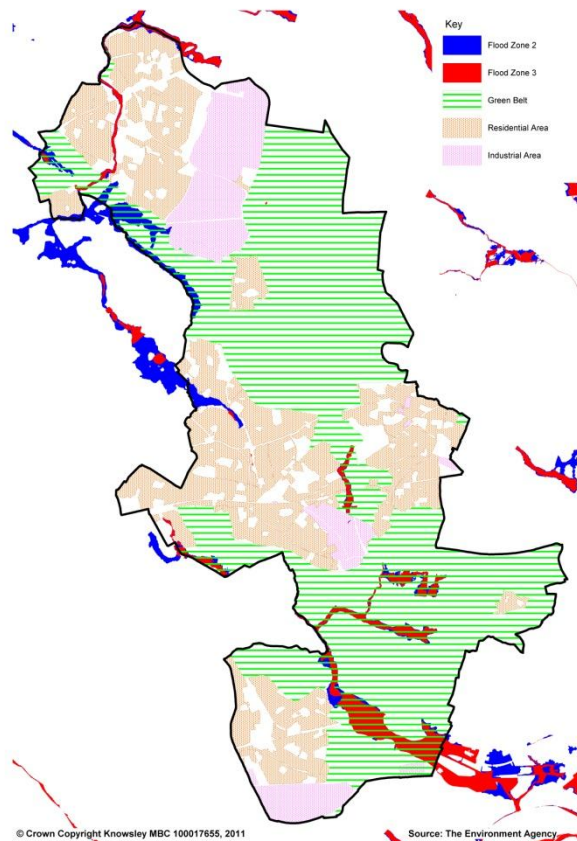 Key
Flood Zone 2
Flood Zone 3
Green Belt
Residential Area
Industrial Area
© Crown Copyright Knowsley MBC 100017655, 2011
Source: The Environment Agency